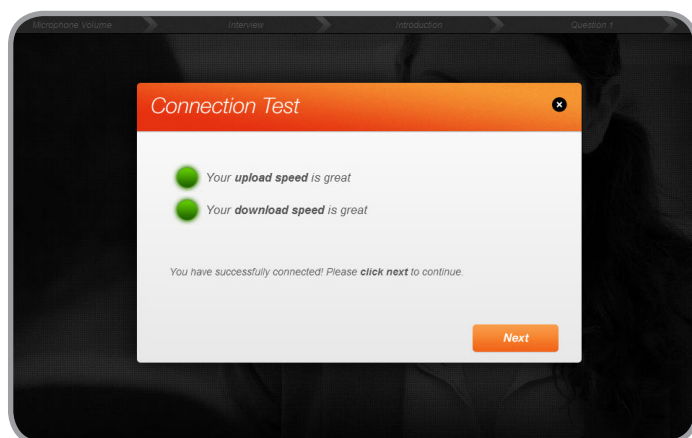 Microphone Volume Interview Introduction Question 1
Connection Test
Your upload speed is great
Your download speed is great
You have successfully connected! Please click next to continue.
Next